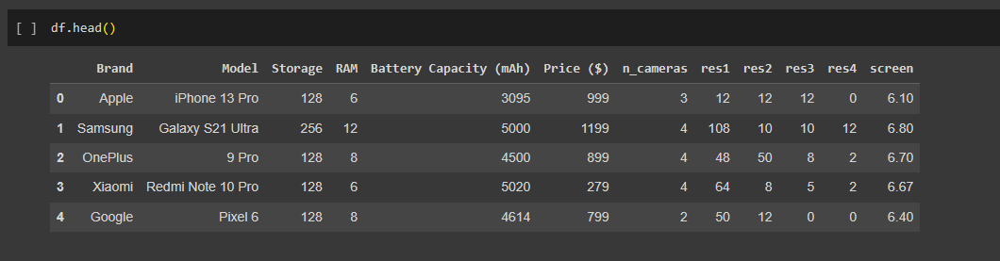 [ ] df.head()
Brand Model Storage RAM Battery Capacity (mAh) Price ($) n_cameras res1 res2 res3 res4 screen
0 Apple iPhone 13 Pro 128 6 3095 999 3 12 12 12 0 6.10
1 Samsung Galaxy S21 Ultra 256 12 5000 1199 4 108 10 10 12 6.80
2 OnePlus 9 Pro 128 8 4500 899 4 48 50 8 2 6.70
3 Xiaomi Redmi Note 10 Pro 128 6 5020 279 4 64 8 5 2 6.67
4 Google Pixel 6 128 8 4614 799 2 50 12 0 0 6.40